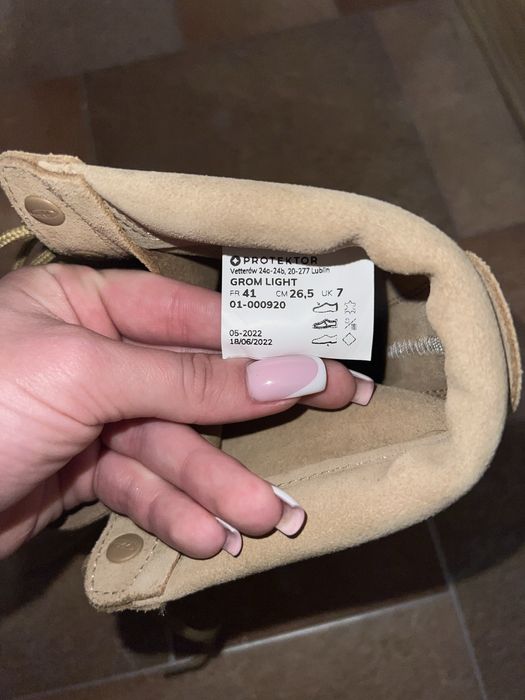 PROTEKTOR
Vetterów 24a-24b, 20-277 Lublin
GROM LIGHT
FR 41 CM 26,5 UK 7
01-000920
05-2022
18/06/2022